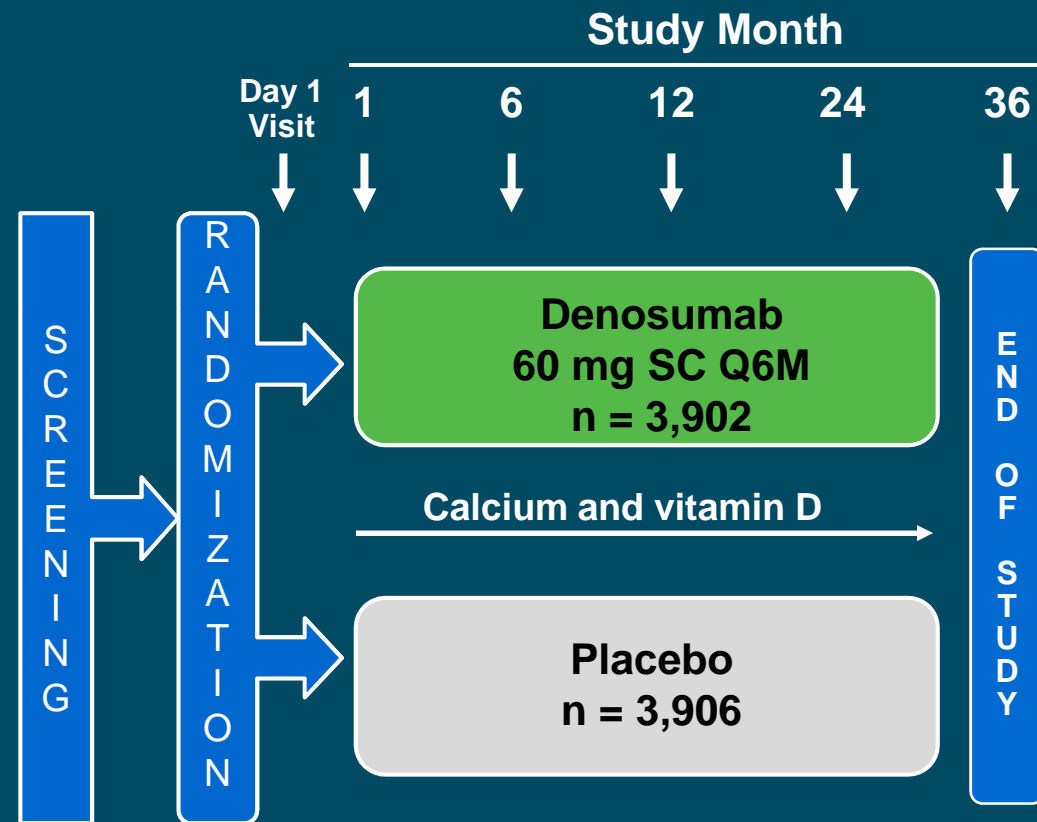 Study Month
Day 1
Visit
1 6 12 24 36
SCREENING
RANDOMIZATION
Denosumab
60 mg SC Q6M
n = 3,902
Calcium and vitamin D
Placebo
n = 3,906
END OF STUDY